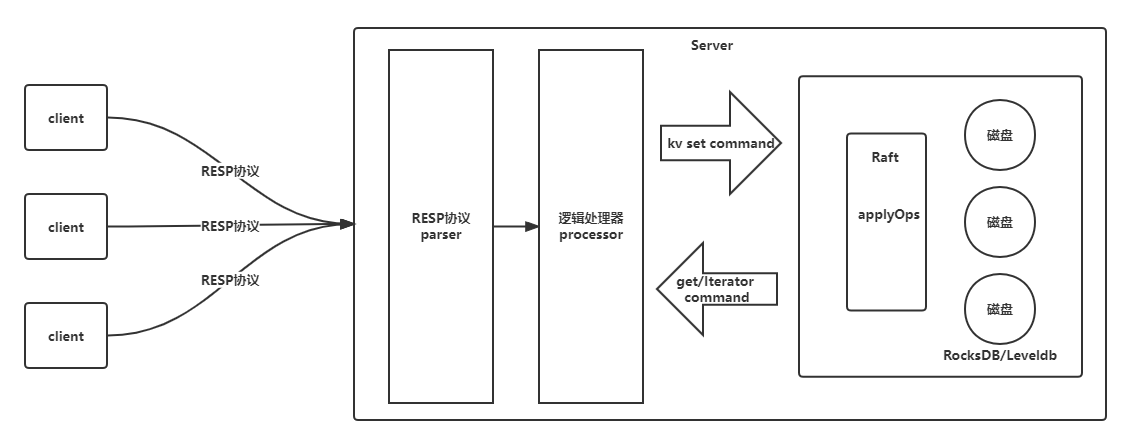 Server
client
client
client
RESP协议
RESP协议
RESP协议
RESP协议
parser
逻辑处理器
processor
kv set command
get/Iterator
command
Raft
applyOps
磁盘
磁盘
磁盘
RocksDB/Leveldb